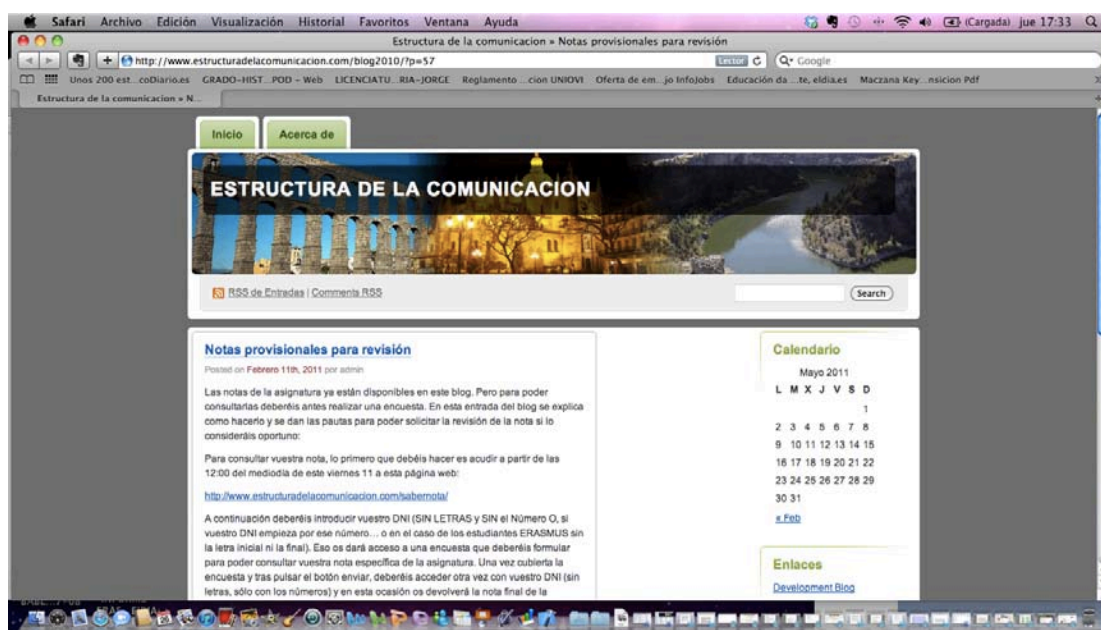 Safari Archivo Edición Visualización Historial Favoritos Ventana Ayuda (Cargada) jue 17:33
Estructura de la comunicacion » Notas provisionales para revisión
http://www.estructuradelacomunicacion.com/blog2010/?p=57 Lector Google
Unos 200 est...coDiario.es GRADO-HIST...POD - Web LICENCIATU...RIA-JORGE Reglamento ...cion UNIOVI Oferta de em...jo InfoJobs Educación da ...te, eldia.es Maczana Key...nsicion Pdf
Estructura de la comunicacion » N...
Inicio Acerca de
ESTRUCTURA DE LA COMUNICACION
RSS de Entradas | Comments RSS Search
Notas provisionales para revisión
Posted on Febrero 11th, 2011 por admin
Las notas de la asignatura ya están disponibles en este blog. Pero para poder
consultarlas deberéis antes realizar una encuesta. En esta entrada del blog se explica
como hacerlo y se dan las pautas para poder solicitar la revisión de la nota si lo
consideráis oportuno:
Para consultar vuestra nota, lo primero que debéis hacer es acudir a partir de las
12:00 del mediodía de este viernes 11 a esta página web:
http://www.estructuradelacomunicacion.com/sabernota/
A continuación deberéis introducir vuestro DNI (SIN LETRAS y SIN el Número O, si
vuestro DNI empieza por ese número... o en el caso de los estudiantes ERASMUS sin
la letra inicial ni la final). Eso os dará acceso a una encuesta que deberéis formular
para poder consultar vuestra nota específica de la asignatura. Una vez cubierta la
encuesta y tras pulsar el botón enviar, deberéis acceder otra vez con vuestro DNI (sin
letras, sólo con los números) y en esta ocasión os devolverá la nota final de la
Calendario
Mayo 2011
L M X J V S D
1
2 3 4 5 6 7 8
9 10 11 12 13 14 15
16 17 18 19 20 21 22
23 24 25 26 27 28 29
30 31
« Feb
Enlaces
Development Blog